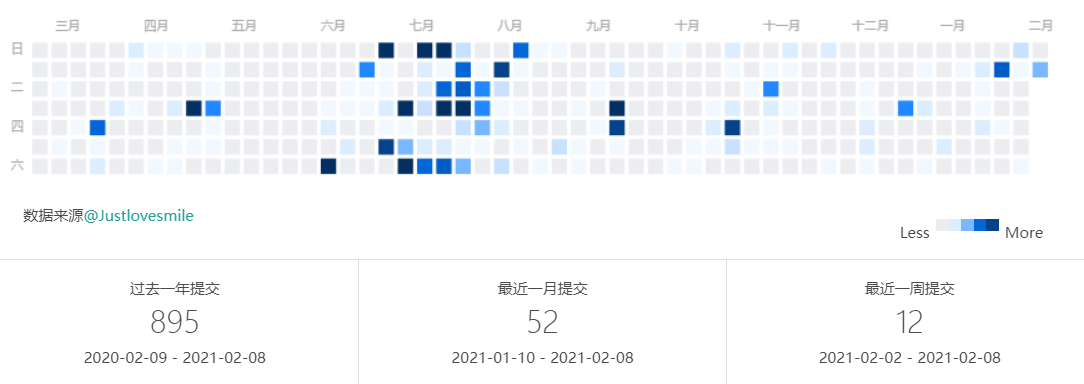 三月 四月 五月 六月 七月 八月 九月 十月 十一月 十二月 一月 二月
日
二
四
六
数据来源@Justlovesmile
Less More
过去一年提交 最近一月提交 最近一周提交
895 52 12
2020-02-09 - 2021-02-08 2021-01-10 - 2021-02-08 2021-02-02 - 2021-02-08